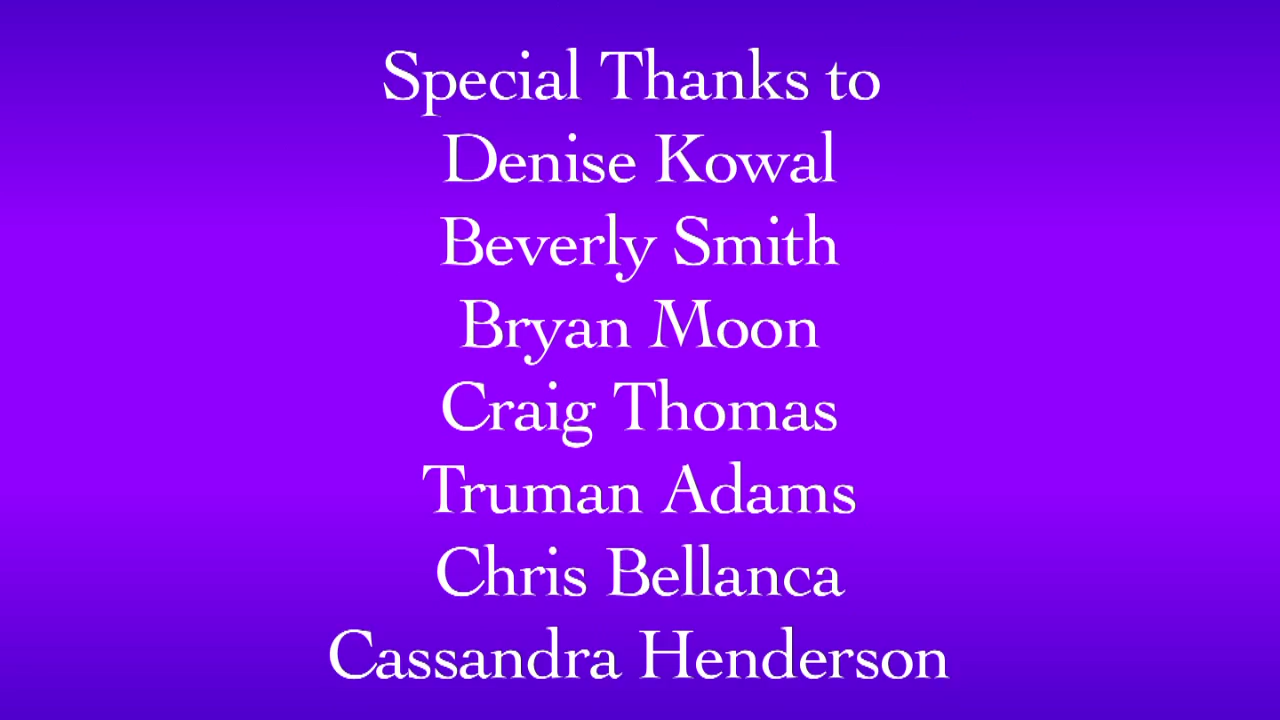 Special Thanks to
Denise Kowal
Beverly Smith
Bryan Moon
Craig Thomas
Truman Adams
Chris Bellanca
Cassandra Henderson